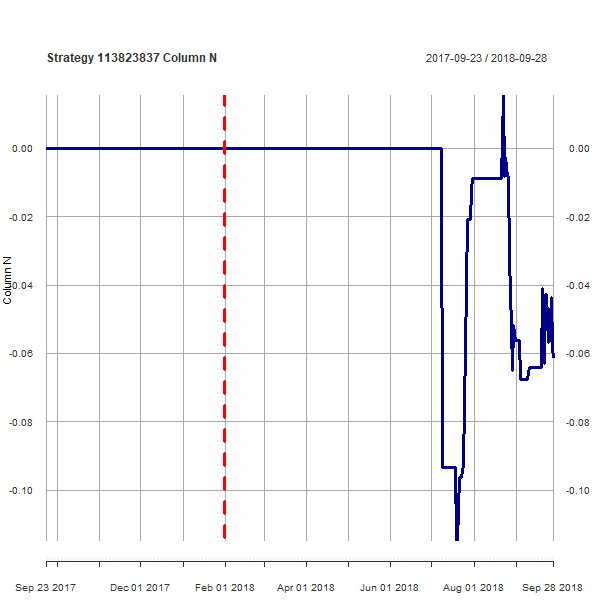 Strategy 113823837 Column N
2017-09-23 / 2018-09-28
0.00 0.00
-0.02 -0.02
-0.04 -0.04
-0.06 -0.06
-0.08 -0.08
-0.10 -0.10
Column N
Sep 23 2017 Dec 01 2017 Feb 01 2018 Apr 01 2018 Jun 01 2018 Aug 01 2018 Sep 28 2018